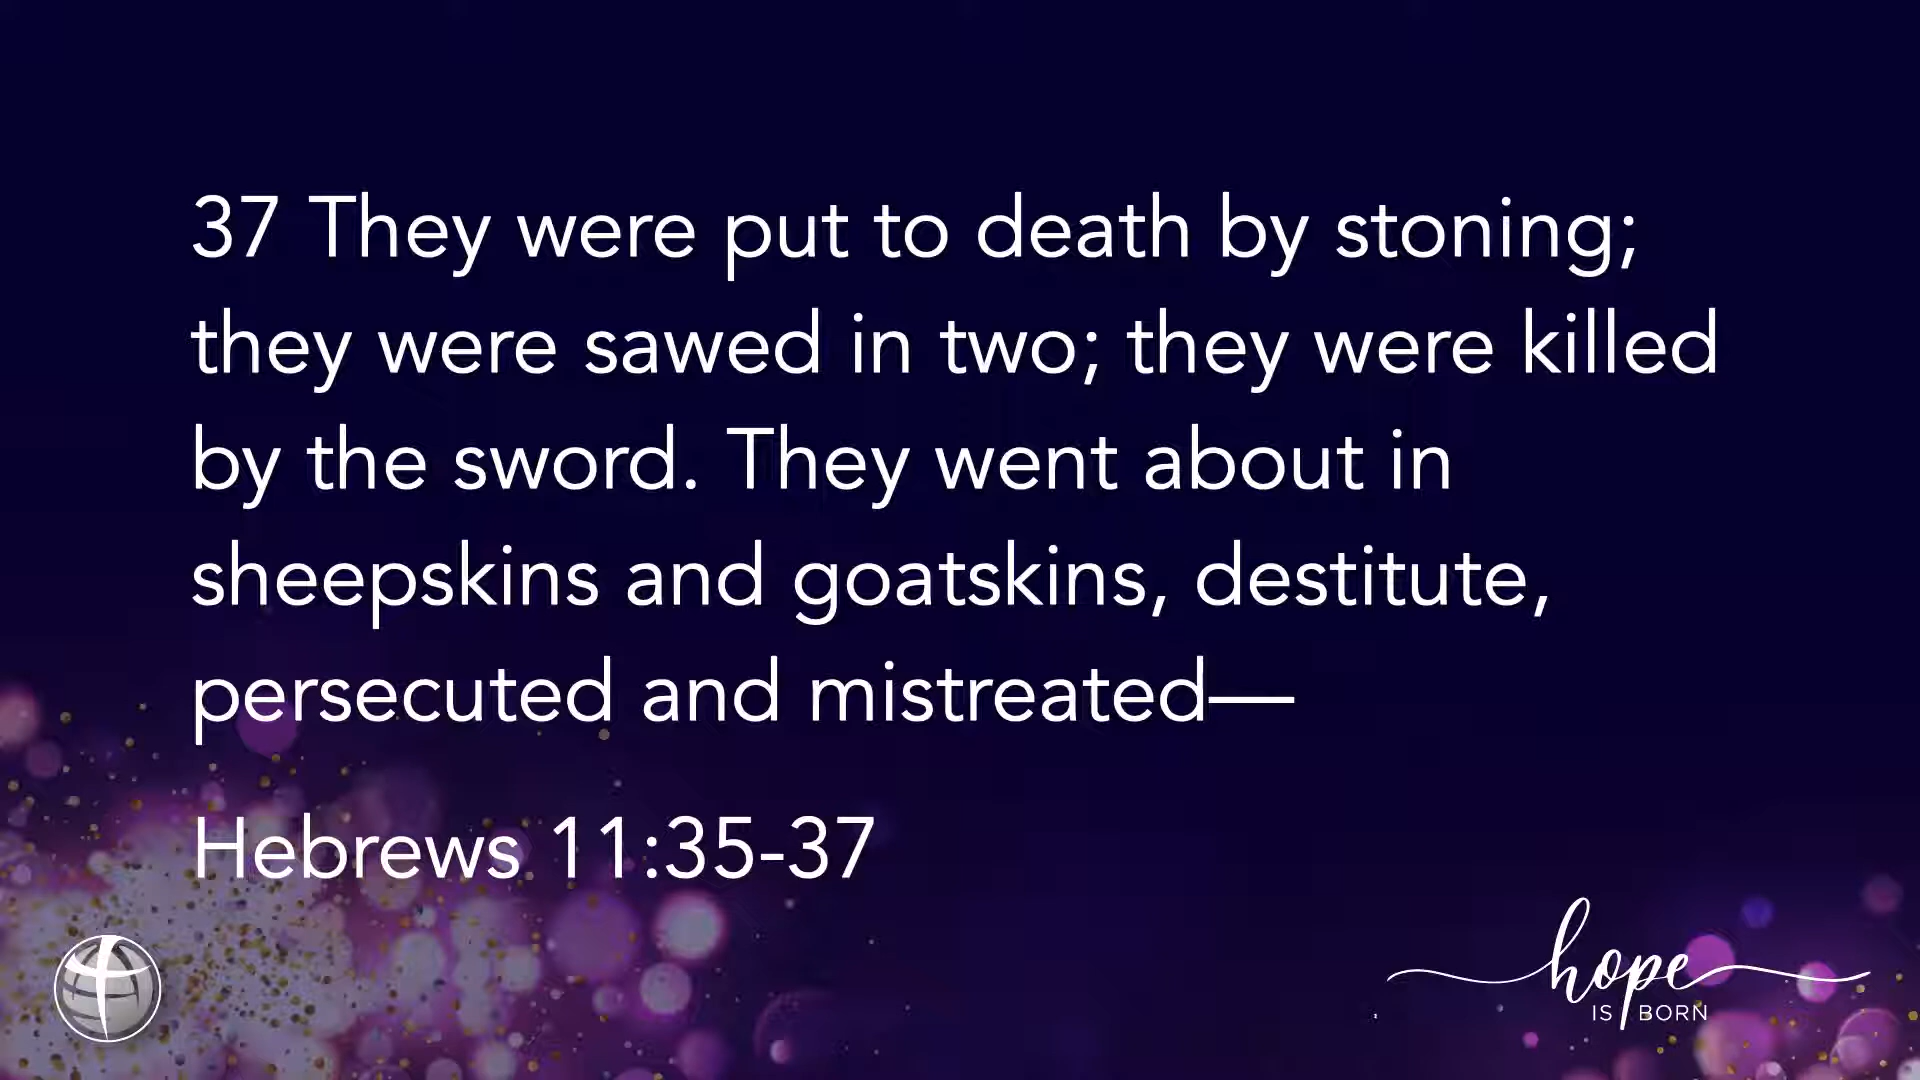 37 They were put to death by stoning;
they were sawed in two; they were killed
by the sword. They went about in
sheepskins and goatskins, destitute,
persecuted and mistreated—
Hebrews 11:35-37
hope
IS BORN